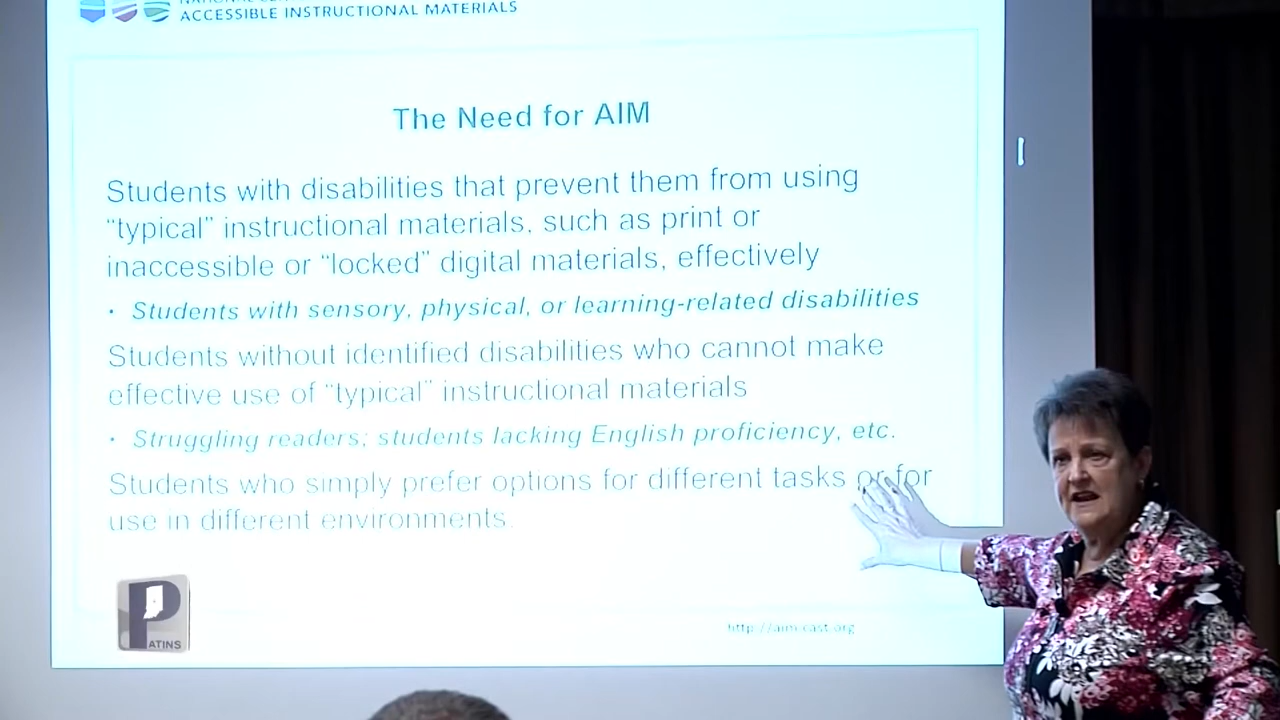 ACCESSIBLE INSTRUCTIONAL MATERIALS
The Need for AIM
Students with disabilities that prevent them from using
“typical” instructional materials, such as print or
inaccessible or “locked” digital materials, effectively
• Students with sensory, physical, or learning-related disabilities
Students without identified disabilities who cannot make
effective use of “typical” instructional materials
• Struggling readers; students lacking English proficiency, etc.
Students who simply prefer options for different tasks or for
use in different environments.
PATINS
http://aim.cast.org